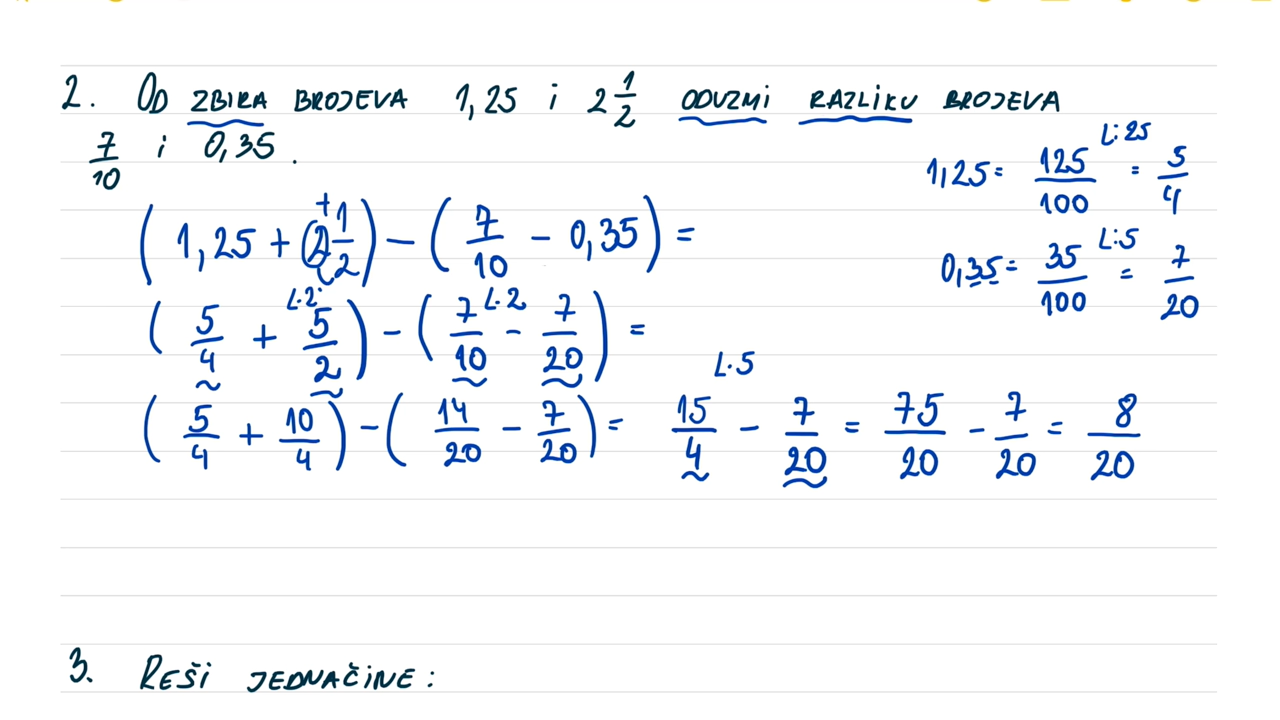 2. OD ZBIRA BROJEVA 1,25 i 2 1/2 ODUZMI RAZLIKU BROJEVA
7/10 i 0,35.
1,25 = 125/100 L:25 = 5/4
0,35 = 35/100 L:5 = 7/20
(1,25 + 2 1/2) - (7/10 - 0,35) =
(5/4 + 5/2 L·2) - (7/10 L·2 - 7/20) =
(5/4 + 10/4) - (14/20 - 7/20) = 15/4 L·5 - 7/20 = 75/20 - 7/20 = 8/20
3. REŠI JEDNAČINE: